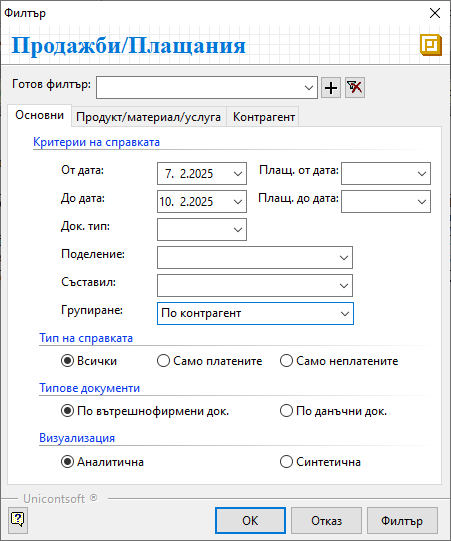 Филтър
Продажби/Плащания
Готов филтър:
Основни Продукт/материал/услуга Контрагент
Критерии на справката
От дата: 7. 2.2025 Плащ. от дата:
До дата: 10. 2.2025 Плащ. до дата:
Док. тип:
Поделение:
Съставил:
Групиране: По контрагент
Тип на справката
Всички Само платените Само неплатените
Типове документи
По вътрешнофирмени док. По данъчни док.
Визуализация
Аналитична Синтетична
Unicontsoft ®
OK Отказ Филтър